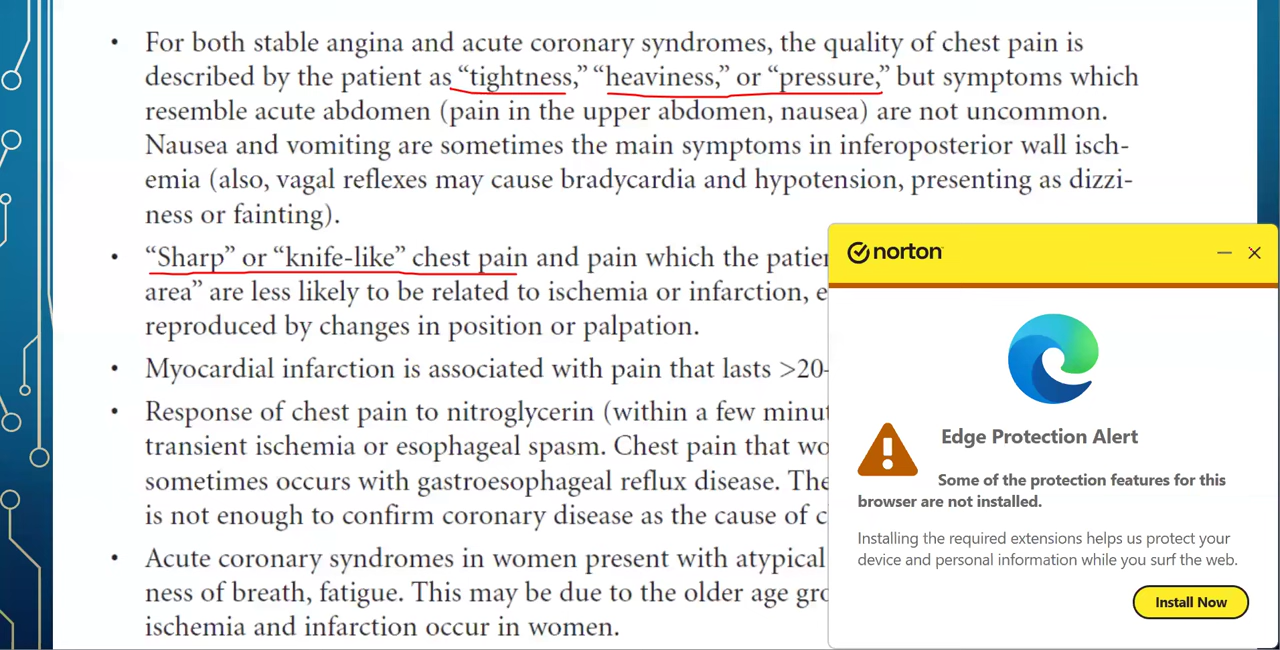 • For both stable angina and acute coronary syndromes, the quality of chest pain is
described by the patient as “tightness,” “heaviness,” or “pressure,” but symptoms which
resemble acute abdomen (pain in the upper abdomen, nausea) are not uncommon.
Nausea and vomiting are sometimes the main symptoms in inferoposterior wall isch-
emia (also, vagal reflexes may cause bradycardia and hypotension, presenting as dizzi-
ness or fainting).
• “Sharp” or “knife-like” chest pain and pain which the
area” are less likely to be related to ischemia or infarction,
reproduced by changes in position or palpation.
• Myocardial infarction is associated with pain that lasts >20-
• Response of chest pain to nitroglycerin (within a few
transient ischemia or esophageal spasm. Chest pain that
sometimes occurs with gastroesophageal reflux disease.
is not enough to confirm coronary disease as the cause of
• Acute coronary syndromes in women present with atypical
ness of breath, fatigue. This may be due to the older age
ischemia and infarction occur in women.
norton
Edge Protection Alert
Some of the protection features for this
browser are not installed.
Installing the required extensions helps us protect your
device and personal information while you surf the web.
Install Now